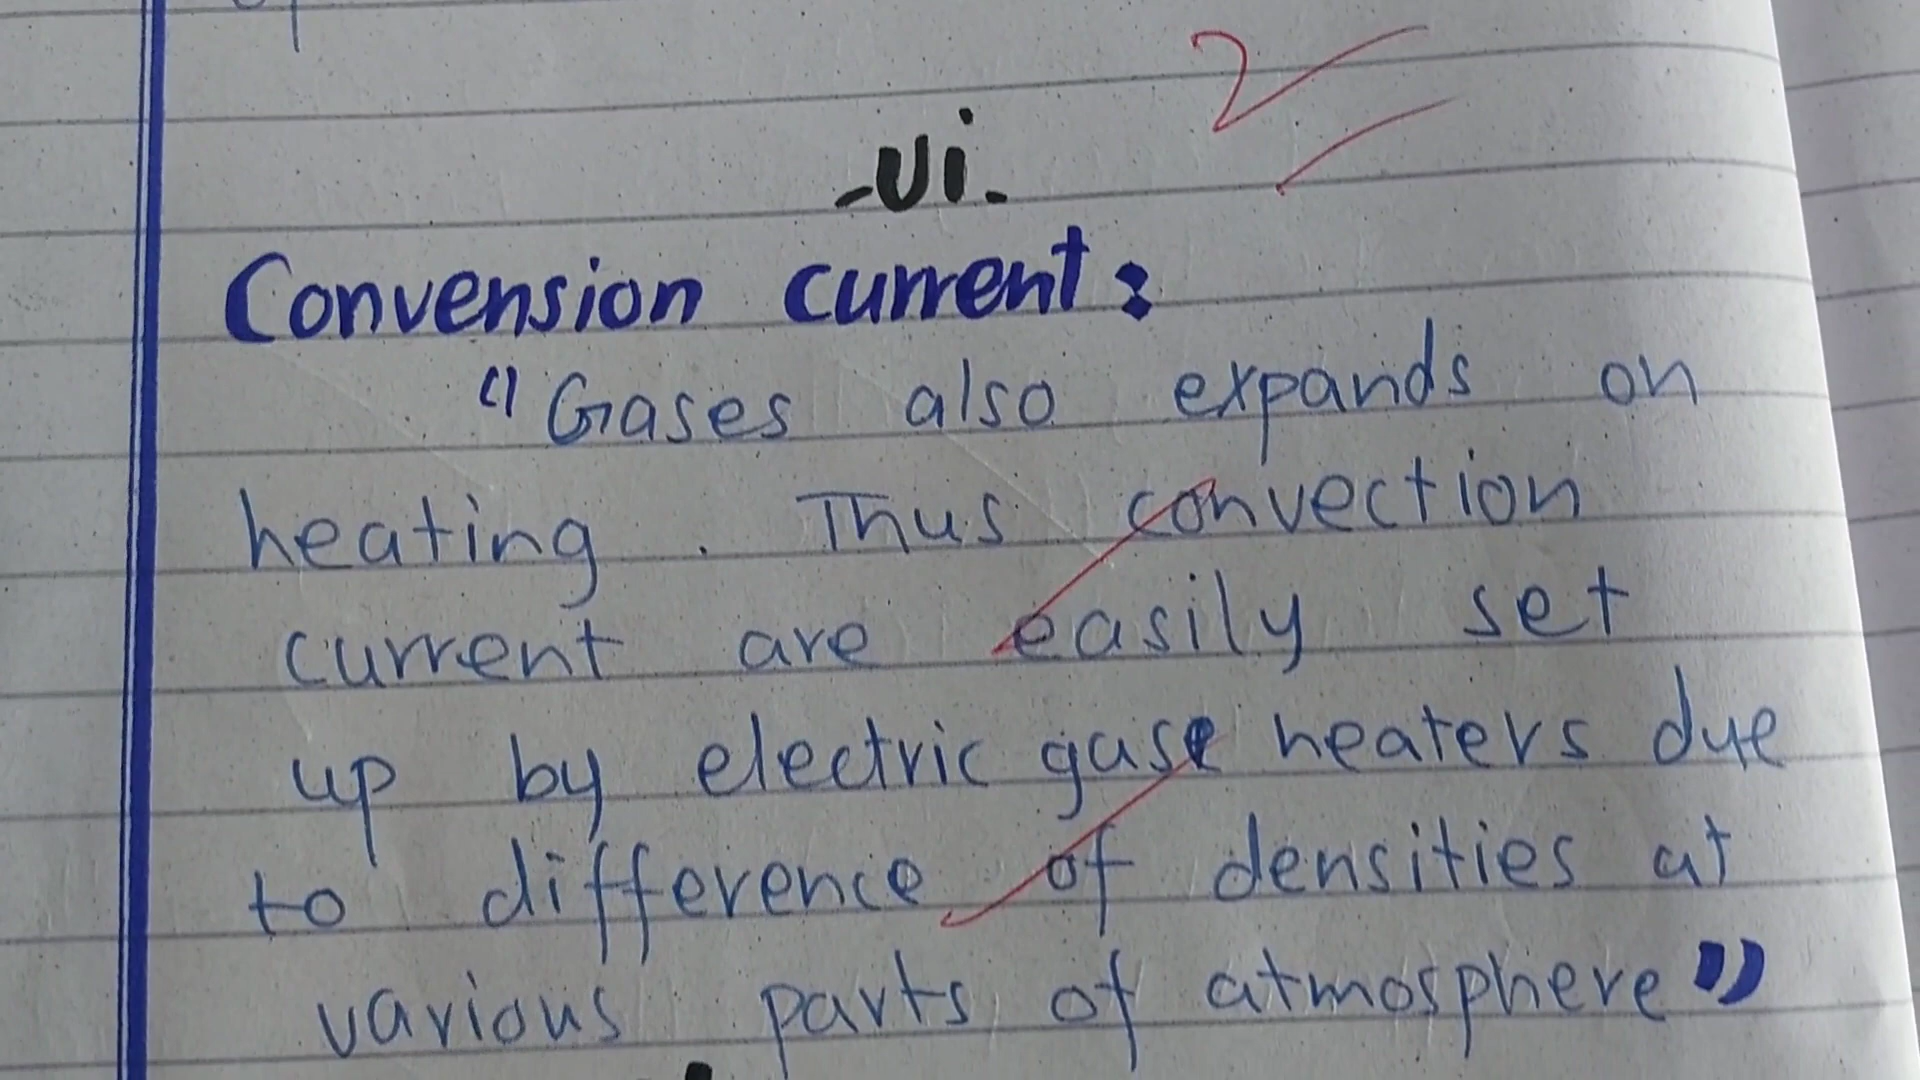 2
-vi-
Convension current:
"Gases also expands on
heating. Thus convection
current are easily set
up by electric gase heaters due
to difference of densities at
various parts of atmosphere"